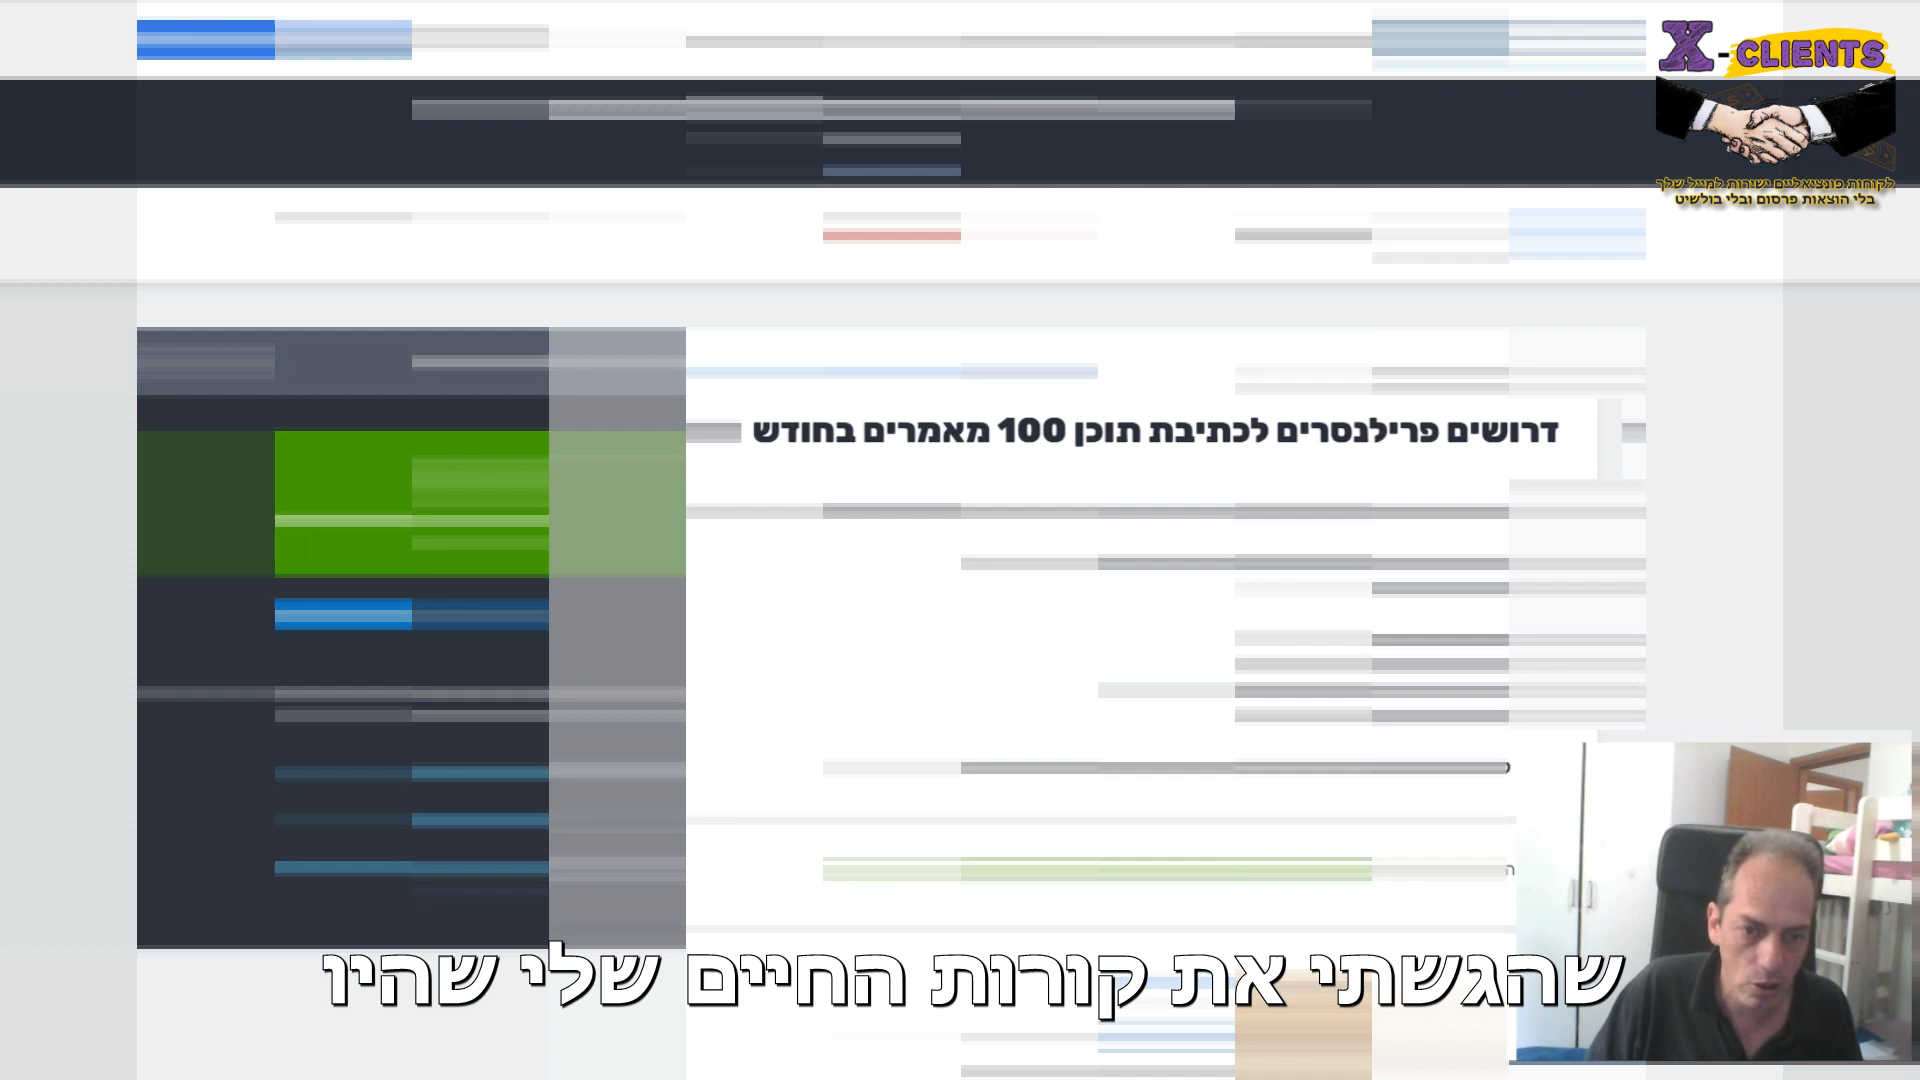 X-CLIENTS
לקוחות פונציאליים ישירות למייל שלך
בלי הוצאות פרסום ובלי בולשיט
דרושים פרילנסרים לכתיבת תוכן 100 מאמרים בחודש
שהגשתי את קורות החיים שלי שהיו